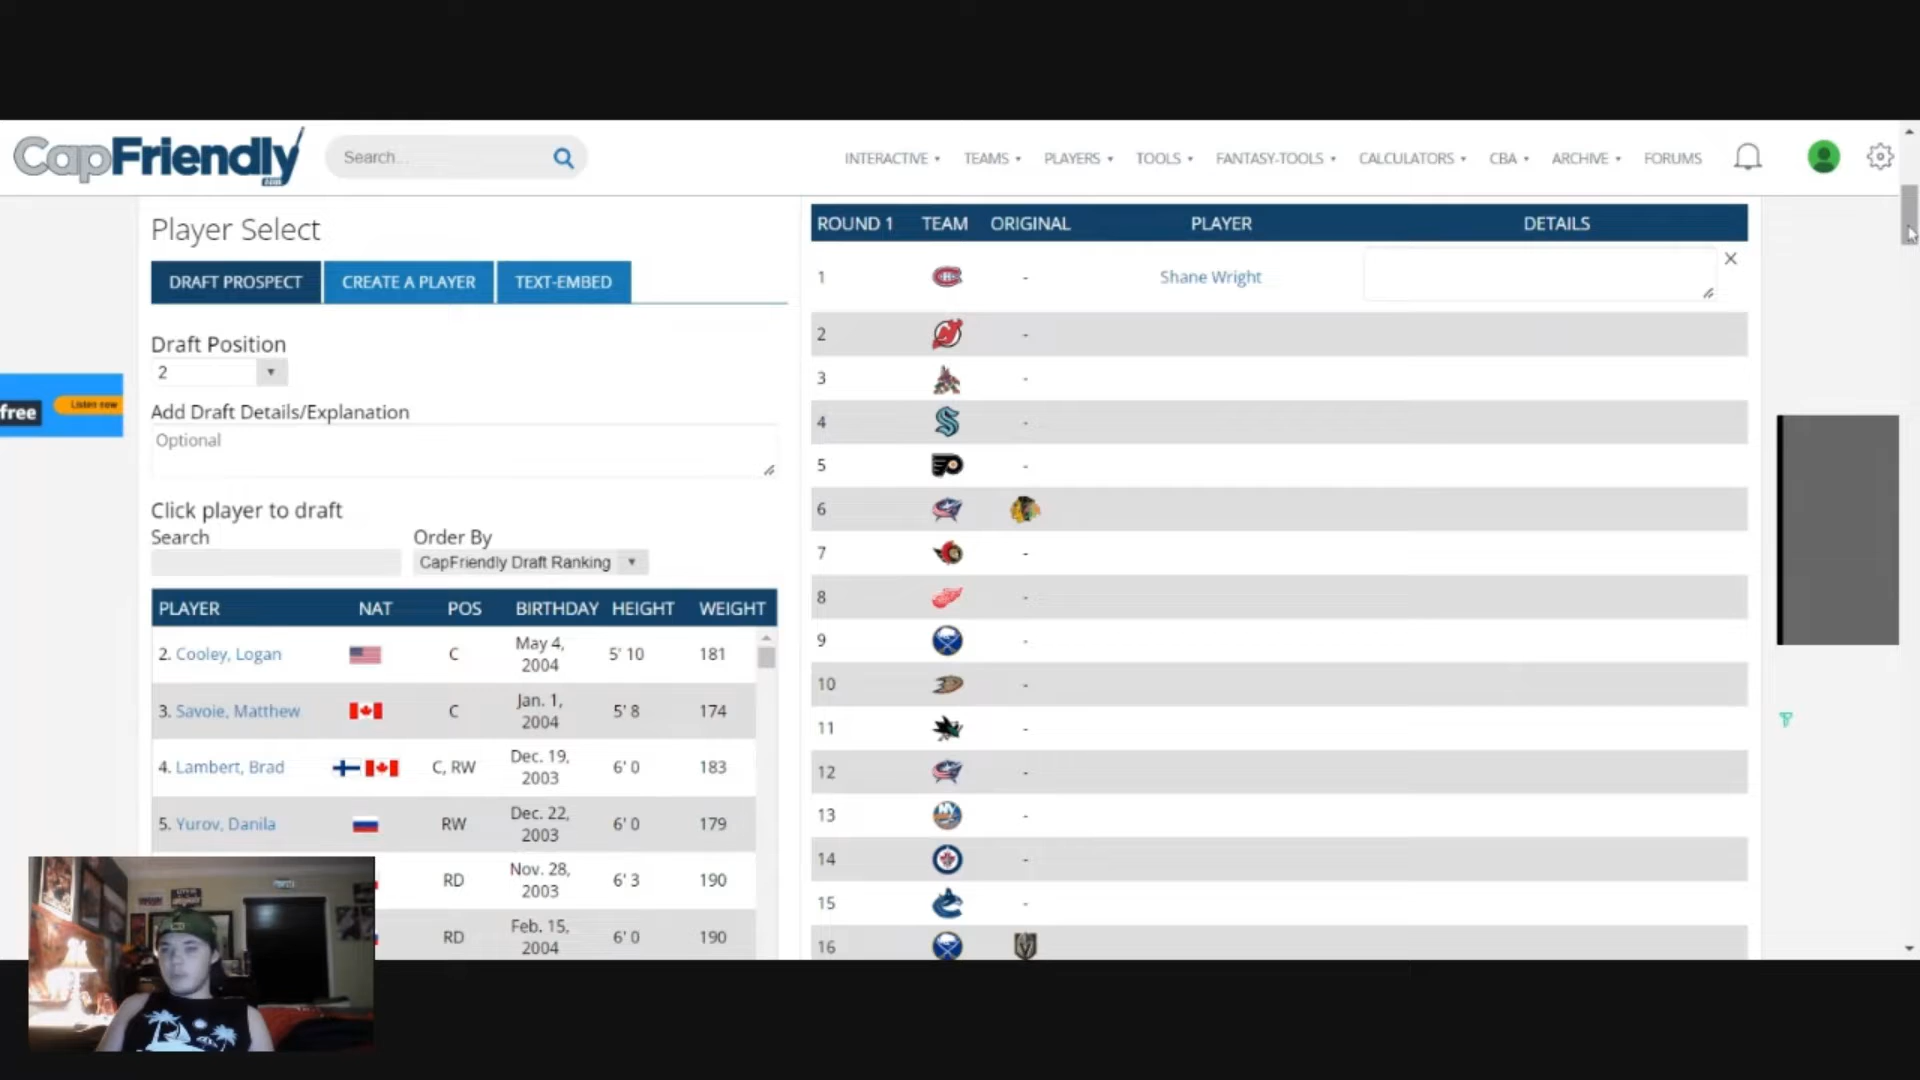 CapFriendly
.com
Search...
INTERACTIVE TEAMS PLAYERS TOOLS FANTASY-TOOLS CALCULATORS CBA ARCHIVE FORUMS
Player Select
DRAFT PROSPECT CREATE A PLAYER TEXT-EMBED
Draft Position
2
Add Draft Details/Explanation
Optional
Click player to draft
Search Order By
CapFriendly Draft Ranking
PLAYER NAT POS BIRTHDAY HEIGHT WEIGHT
2. Cooley, Logan C May 4, 2004 5' 10 181
3. Savoie, Matthew C Jan. 1, 2004 5' 8 174
4. Lambert, Brad C, RW Dec. 19, 2003 6' 0 183
5. Yurov, Danila RW Dec. 22, 2003 6' 0 179
RD Nov. 28, 2003 6' 3 190
RD Feb. 15, 2004 6' 0 190
free Listen now
ROUND 1 TEAM ORIGINAL PLAYER DETAILS
1 - Shane Wright
2 -
3 -
4 -
5 -
6
7 -
8 -
9 -
10 -
11 -
12 -
13 -
14 -
15 -
16